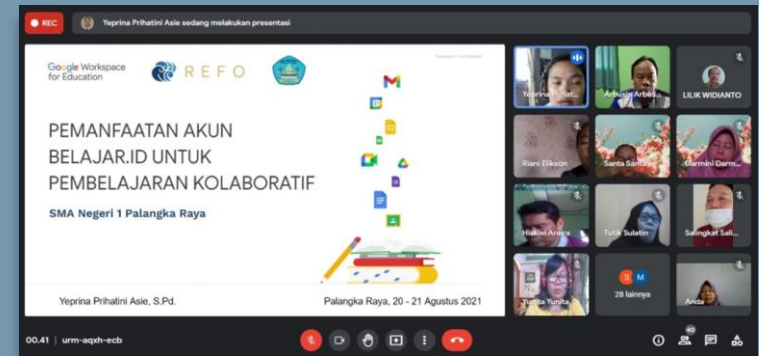 REC
Yeprina Prihatini Asie sedang melakukan presentasi
Google Workspace
for Education
REFO
PEMANFAATAN AKUN
BELAJAR.ID UNTUK
PEMBELAJARAN KOLABORATIF
SMA Negeri 1 Palangka Raya
Yeprina Prihatini Asie, S.Pd.
Palangka Raya, 20 - 21 Agustus 2021
Yeprina Prihat...
Arbusin Arbus...
LILIK WIDIANTO
Riani Elikson
Santa Santa
Darmini Darm...
Tutik Sulatin
Salingkat Sali...
Yunita Yunita
S M
28 lainnya
Anda
00.41 | urm-aqxh-ecb
40